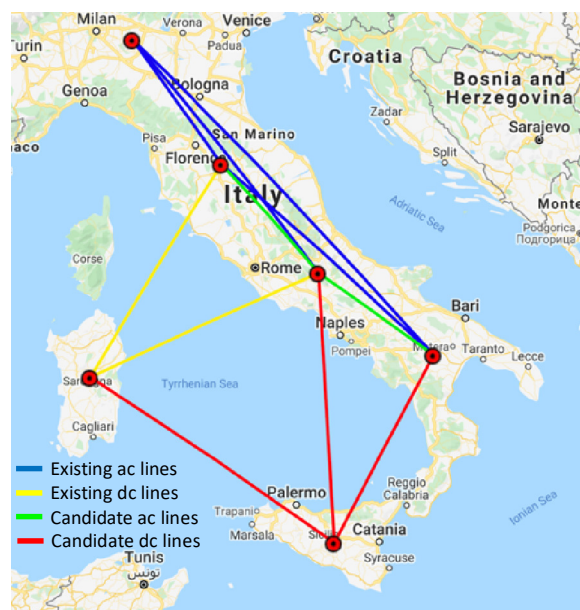 Milan
Verona
Venice
Turin
Padua
Croatia
Genoa
Bologna
Bosnia and
Herzegovina
Zadar
Sarajevo
Pisa
San Marino
Split
Florence
Italy
Adriatic Sea
Podgorica
Подгорица
Corse
Rome
Bari
Naples
Pompei
Matera
Taranto
Lecce
Tyrrhenian Sea
Cagliari
Existing ac lines
Existing dc lines
Candidate ac lines
Candidate dc lines
Reggio
Calabria
Palermo
Trapani
Ionian Sea
Marsala
Catania
Syracuse
Tunis
تونس